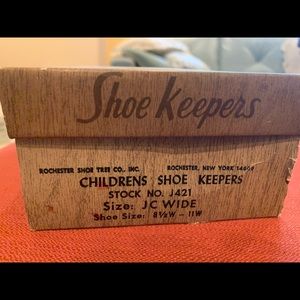 Shoe Keepers
ROCHESTER SHOE TREE CO., INC. ROCHESTER, NEW YORK 14609
CHILDRENS SHOE KEEPERS
STOCK NO. J421
Size: JC WIDE
Shoe Size: 8½W - 11W